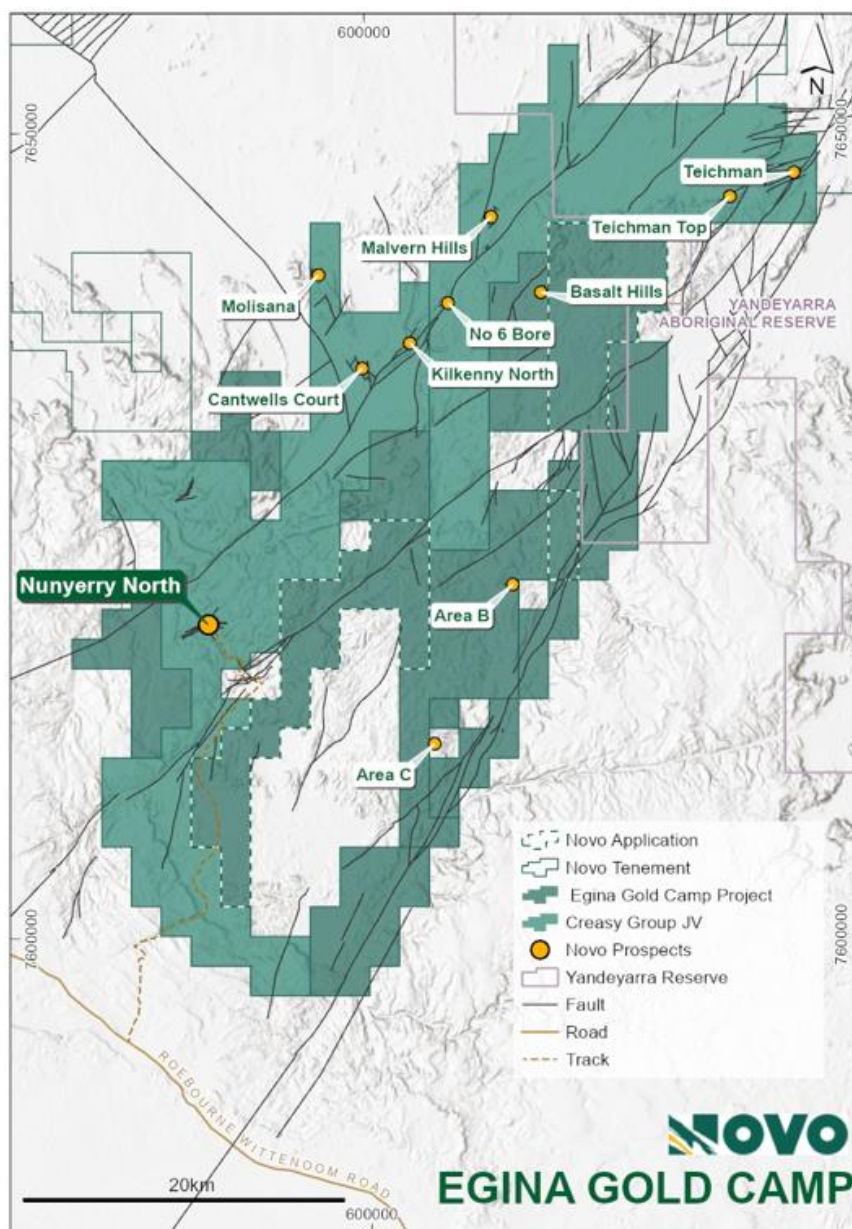 600000
N
7650000
7650000
Teichman
Teichman Top
Malvern Hills
Molisana
Basalt Hills
YANDEYARRA
ABORIGINAL RESERVE
No 6 Bore
Kilkenny North
Cantwells Court
Nunyerry North
Area B
Area C
Novo Application
Novo Tenement
Egina Gold Camp Project
Creasy Group JV
Novo Prospects
Yandeyarra Reserve
Fault
Road
Track
7600000
7600000
ROEBOURNE WITTENOOM ROAD
20km
600000
NOVO
EGINA GOLD CAMP